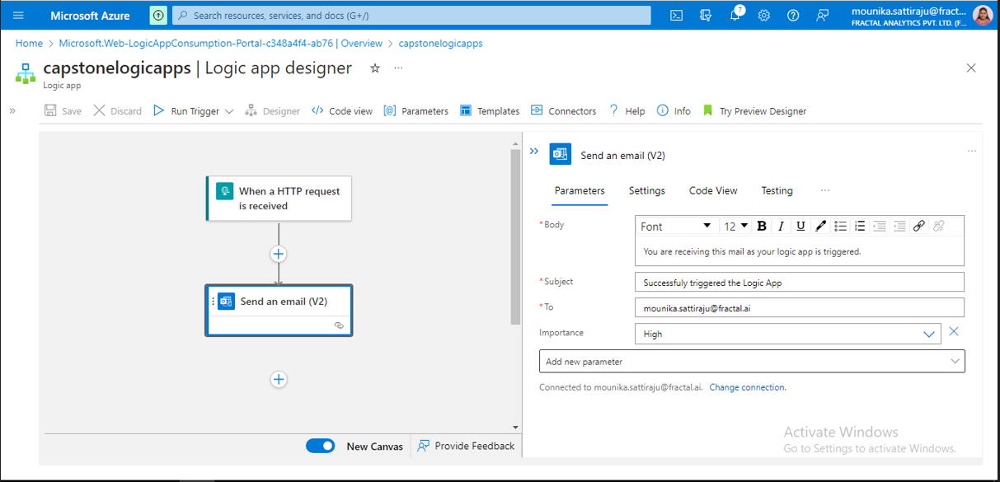 Microsoft Azure
Search resources, services, and docs (G+/)
7
mounika.sattiraju@fract...
FRACTAL ANALYTICS PVT. LTD. (F...
Home > Microsoft.Web-LogicAppConsumption-Portal-c348a4f4-ab76 | Overview > capstonelogicapps
capstonelogicapps | Logic app designer
Logic app
Save Discard Run Trigger Designer Code view Parameters Templates Connectors Help Info Try Preview Designer
When a HTTP request
is received
Send an email (V2)
New Canvas
Provide Feedback
Send an email (V2)
Parameters Settings Code View Testing
*Body
Font 12 B I U
You are receiving this mail as your logic app is triggered.
*Subject
Successfuly triggered the Logic App
*To
mounika.sattiraju@fractal.ai
Importance
High
Add new parameter
Connected to mounika.sattiraju@fractal.ai. Change connection.
Activate Windows
Go to Settings to activate Windows.